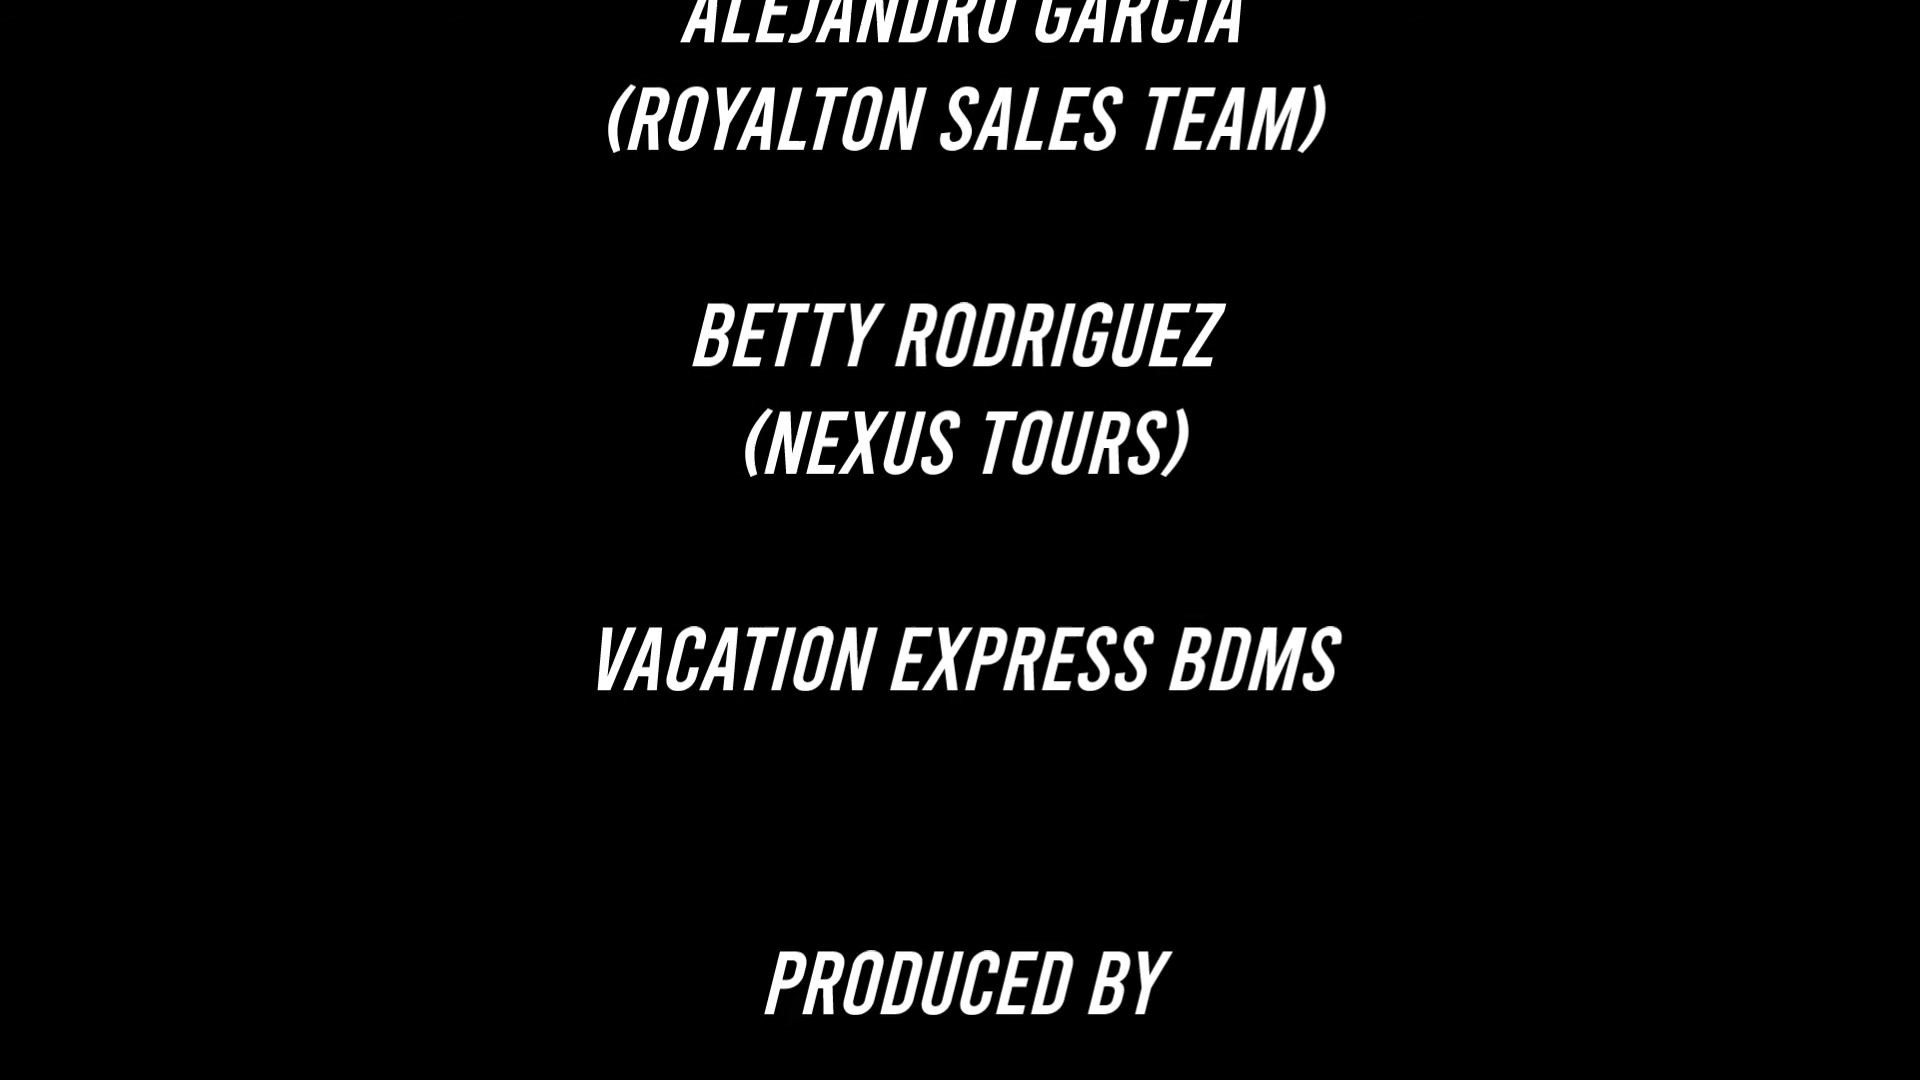 ALEJANDRO GARCIA
(ROYALTON SALES TEAM)
BETTY RODRIGUEZ
(NEXUS TOURS)
VACATION EXPRESS BDMS
PRODUCED BY